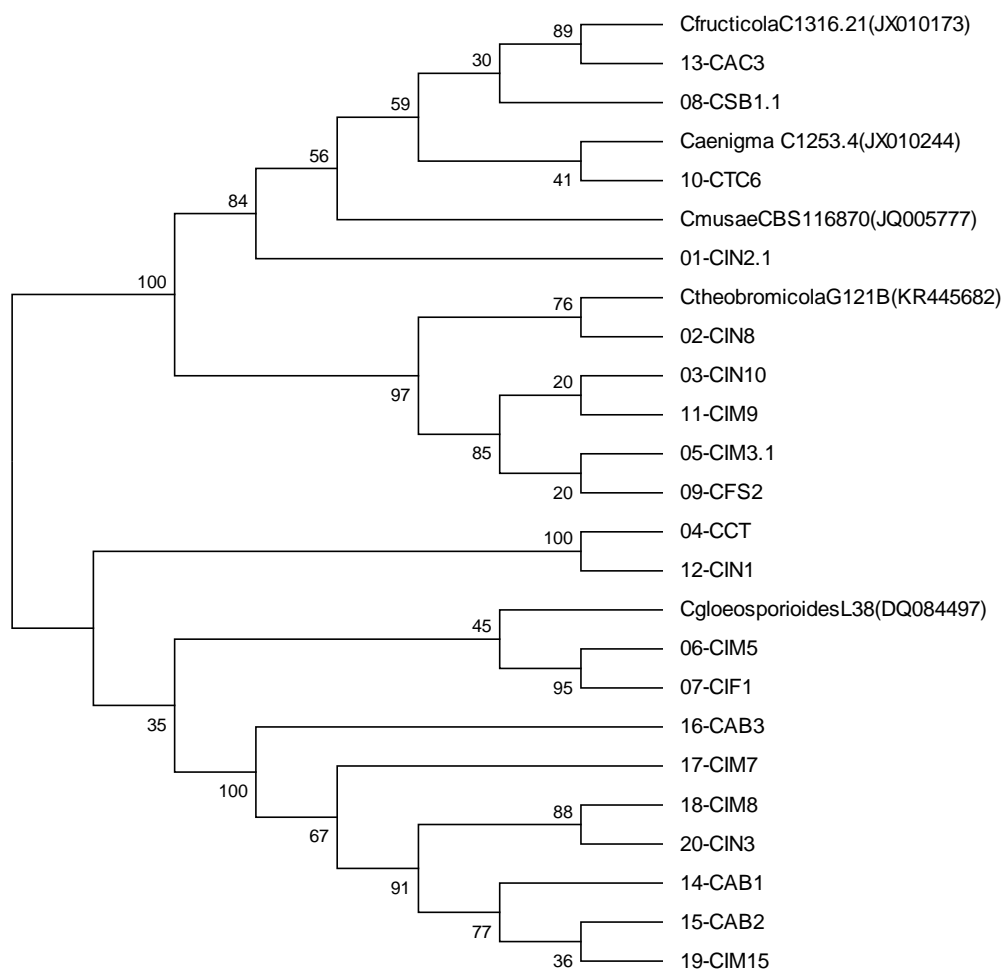 89
CfructicolaC1316.21(JX010173)
30
13-CAC3
59
08-CSB1.1
56
Caenigma C1253.4(JX010244)
41
10-CTC6
84
CmusaeCBS116870(JQ005777)
100
01-CIN2.1
76
CtheobromicolaG121B(KR445682)
02-CIN8
97
20
03-CIN10
11-CIM9
85
05-CIM3.1
20
09-CFS2
100
04-CCT
12-CIN1
45
CgloeosporioidesL38(DQ084497)
06-CIM5
95
07-CIF1
35
16-CAB3
100
17-CIM7
67
88
18-CIM8
20-CIN3
91
14-CAB1
77
15-CAB2
36
19-CIM15